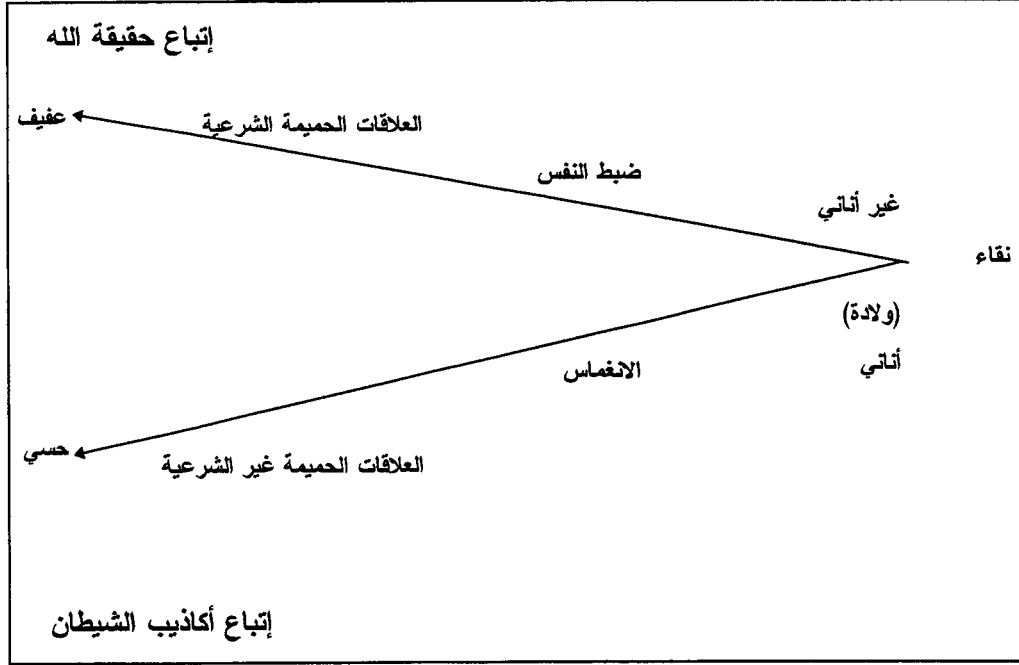 إتباع حقيقة الله
عفيف
العلاقات الحميمة الشرعية
ضبط النفس
غير أناني
نقاء
(ولادة)
أناني
الانغماس
حسي
العلاقات الحميمة غير الشرعية
إتباع أكاذيب الشيطان